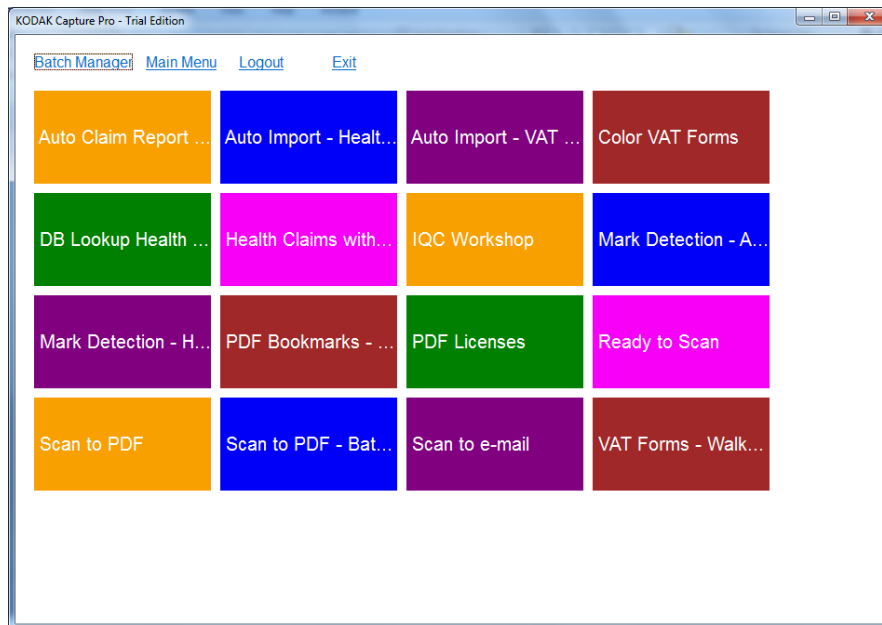 KODAK Capture Pro - Trial Edition
Batch Manager Main Menu Logout Exit
Auto Claim Report ... Auto Import - Healt... Auto Import - VAT ... Color VAT Forms
DB Lookup Health ... Health Claims with... IQC Workshop Mark Detection - A...
Mark Detection - H... PDF Bookmarks - ... PDF Licenses Ready to Scan
Scan to PDF Scan to PDF - Bat... Scan to e-mail VAT Forms - Walk...